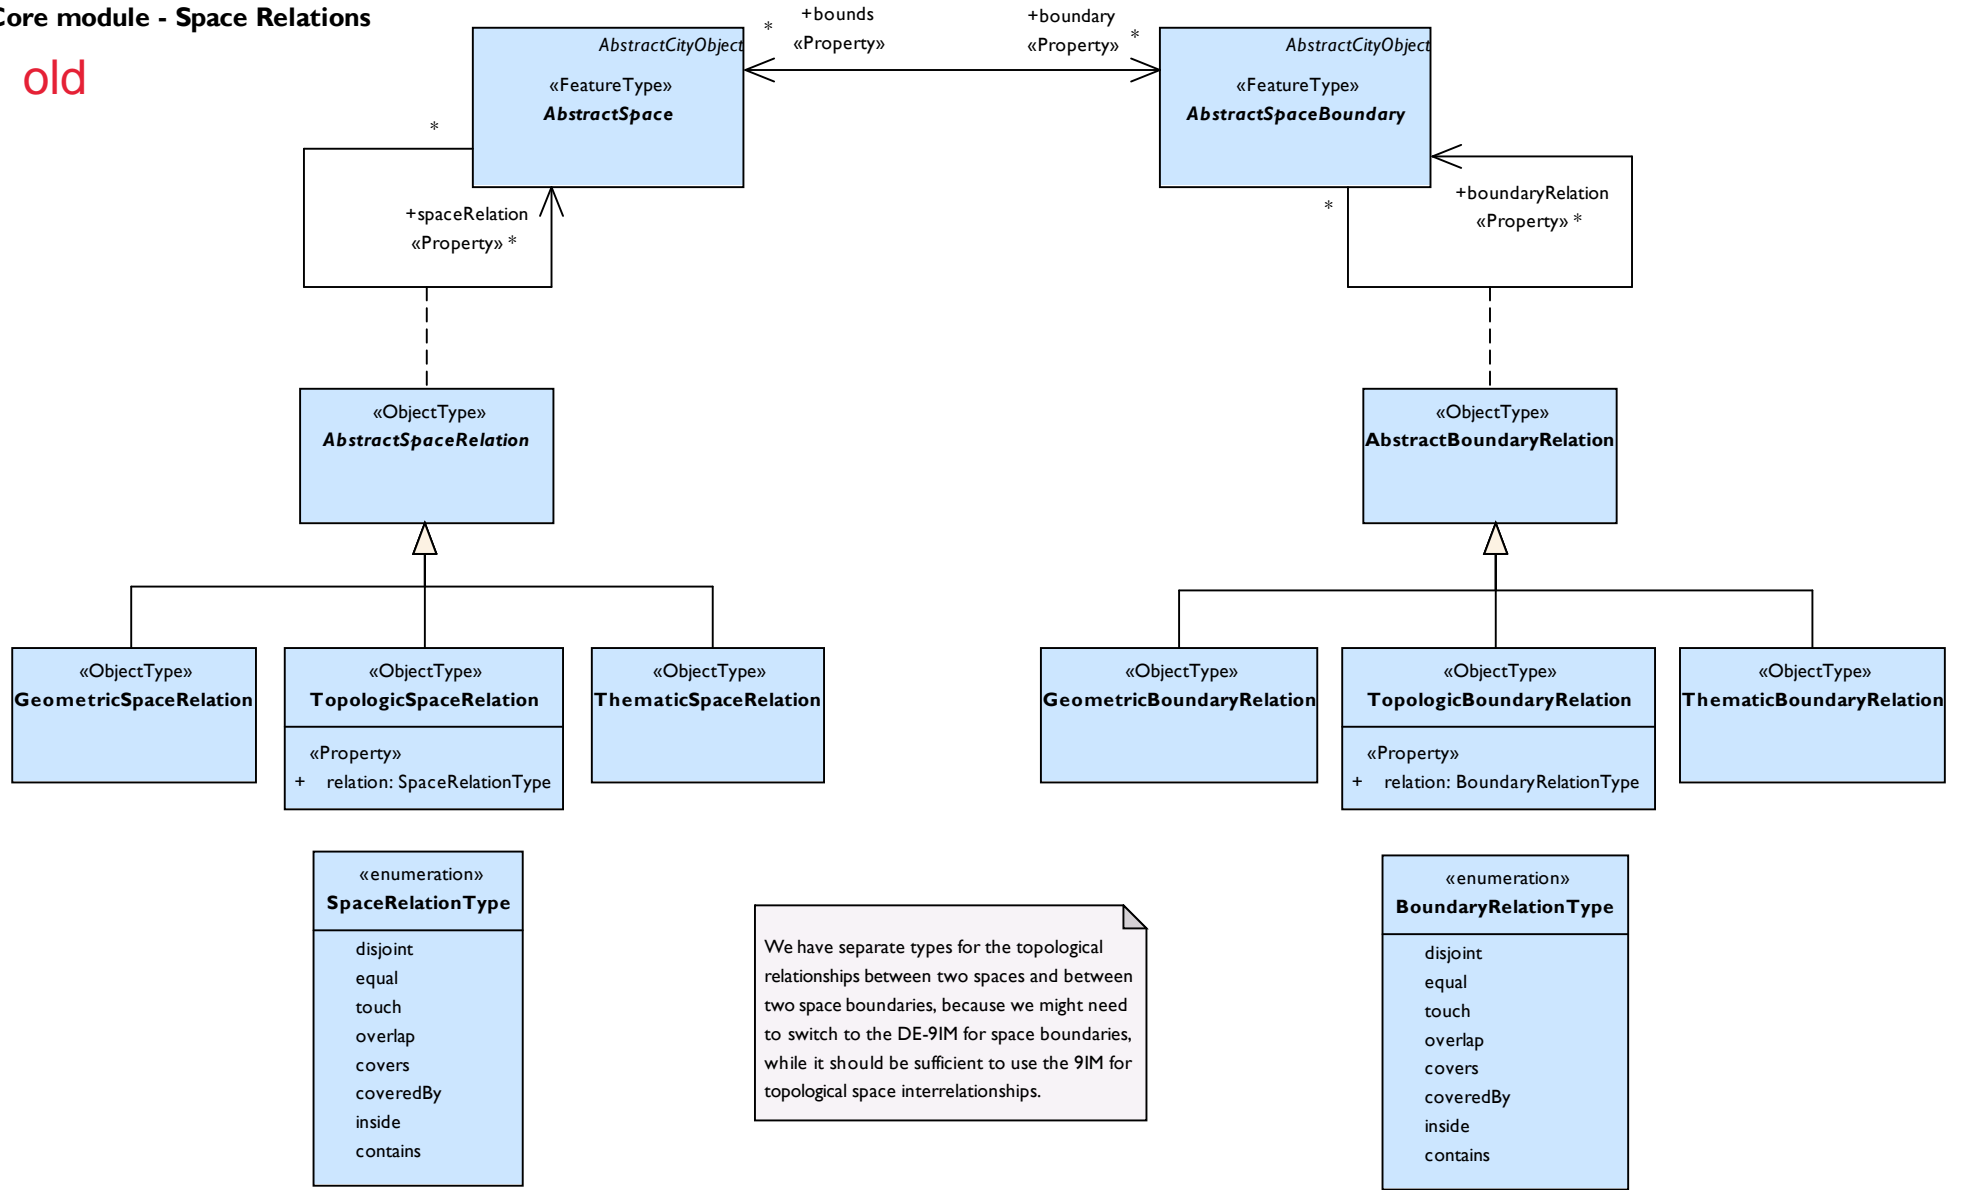 Core module - Space Relations
old
AbstractCityObject
«FeatureType»
AbstractSpace
*
+bounds
«Property»
+boundary
«Property»
*
AbstractCityObject
«FeatureType»
AbstractSpaceBoundary
*
+spaceRelation
«Property» *
*
+boundaryRelation
«Property» *
«ObjectType»
AbstractSpaceRelation
«ObjectType»
AbstractBoundaryRelation
«ObjectType»
GeometricSpaceRelation
«ObjectType»
TopologicSpaceRelation
«Property»
+ relation: SpaceRelationType
«ObjectType»
ThematicSpaceRelation
«ObjectType»
GeometricBoundaryRelation
«ObjectType»
TopologicBoundaryRelation
«Property»
+ relation: BoundaryRelationType
«ObjectType»
ThematicBoundaryRelation
«enumeration»
SpaceRelationType
disjoint
equal
touch
overlap
covers
coveredBy
inside
contains
We have separate types for the topological
relationships between two spaces and between
two space boundaries, because we might need
to switch to the DE-9IM for space boundaries,
while it should be sufficient to use the 9IM for
topological space interrelationships.
«enumeration»
BoundaryRelationType
disjoint
equal
touch
overlap
covers
coveredBy
inside
contains